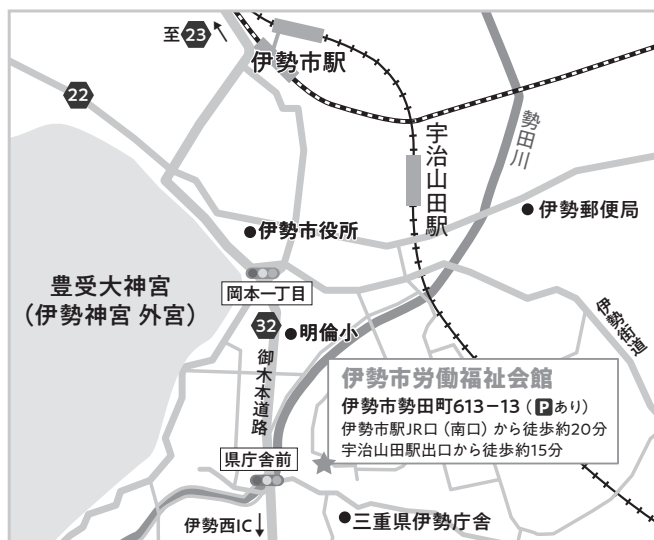 至23
伊勢市駅
22
宇治山田駅
勢田川
伊勢市役所
伊勢郵便局
豊受大神宮
（伊勢神宮 外宮）
岡本一丁目
32
明倫小
御木本道路
伊勢街道
伊勢市労働福祉会館
伊勢市勢田町613−13（Pあり）
伊勢市駅JR口（南口）から徒歩約20分
宇治山田駅出口から徒歩約15分
県庁舎前
伊勢西IC↓
三重県伊勢庁舎